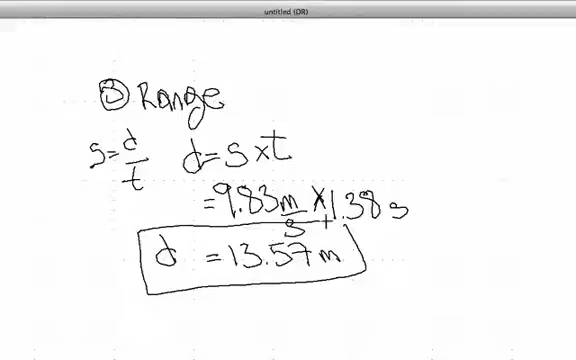 untitled (DR)
③ Range
s = d/t d = s × t
= 9.83 m/s × 1.38 s
d = 13.57 m